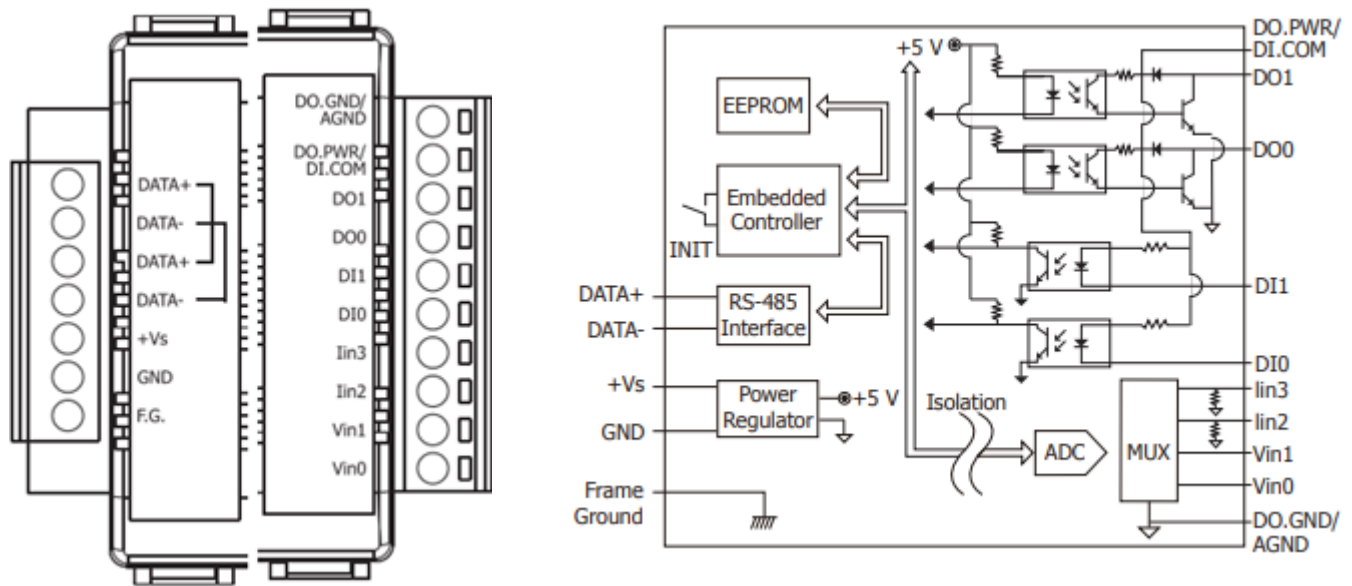 DATA+
DATA-
DATA+
DATA-
+Vs
GND
F.G.
DO.GND/
AGND
DO.PWR/
DI.COM
DO1
DO0
DI1
DI0
Iin3
Iin2
Vin1
Vin0
+5 V
EEPROM
Embedded
Controller
INIT
RS-485
Interface
DATA+
DATA-
+Vs
GND
Power
Regulator
+5 V
Frame
Ground
Isolation
ADC
MUX
DO.PWR/
DI.COM
DO1
DO0
DI1
DI0
Iin3
Iin2
Vin1
Vin0
DO.GND/
AGND